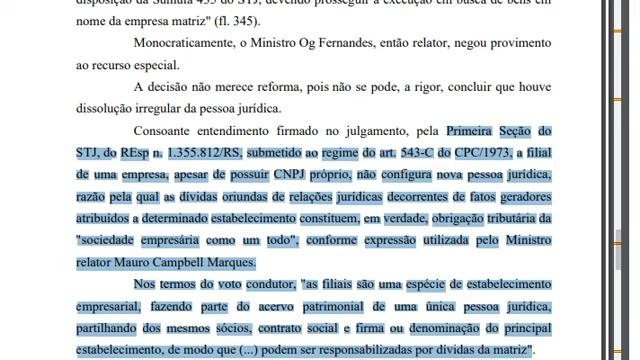 disposição da Súmula 435 do STJ, devendo prosseguir a execução em busca de bens em
nome da empresa matriz" (fl. 345).
Monocraticamente, o Ministro Og Fernandes, então relator, negou provimento
ao recurso especial.
A decisão não merece reforma, pois não se pode, a rigor, concluir que houve
dissolução irregular da pessoa jurídica.
Consoante entendimento firmado no julgamento, pela Primeira Seção do
STJ, do REsp n. 1.355.812/RS, submetido ao regime do art. 543-C do CPC/1973, a filial
de uma empresa, apesar de possuir CNPJ próprio, não configura nova pessoa jurídica,
razão pela qual as dívidas oriundas de relações jurídicas decorrentes de fatos geradores
atribuídos a determinado estabelecimento constituem, em verdade, obrigação tributária da
"sociedade empresária como um todo", conforme expressão utilizada pelo Ministro
relator Mauro Campbell Marques.
Nos termos do voto condutor, "as filiais são uma espécie de estabelecimento
empresarial, fazendo parte do acervo patrimonial de uma única pessoa jurídica,
partilhando dos mesmos sócios, contrato social e firma ou denominação do principal
estabelecimento, de modo que (...) podem ser responsabilizadas por dívidas da matriz".